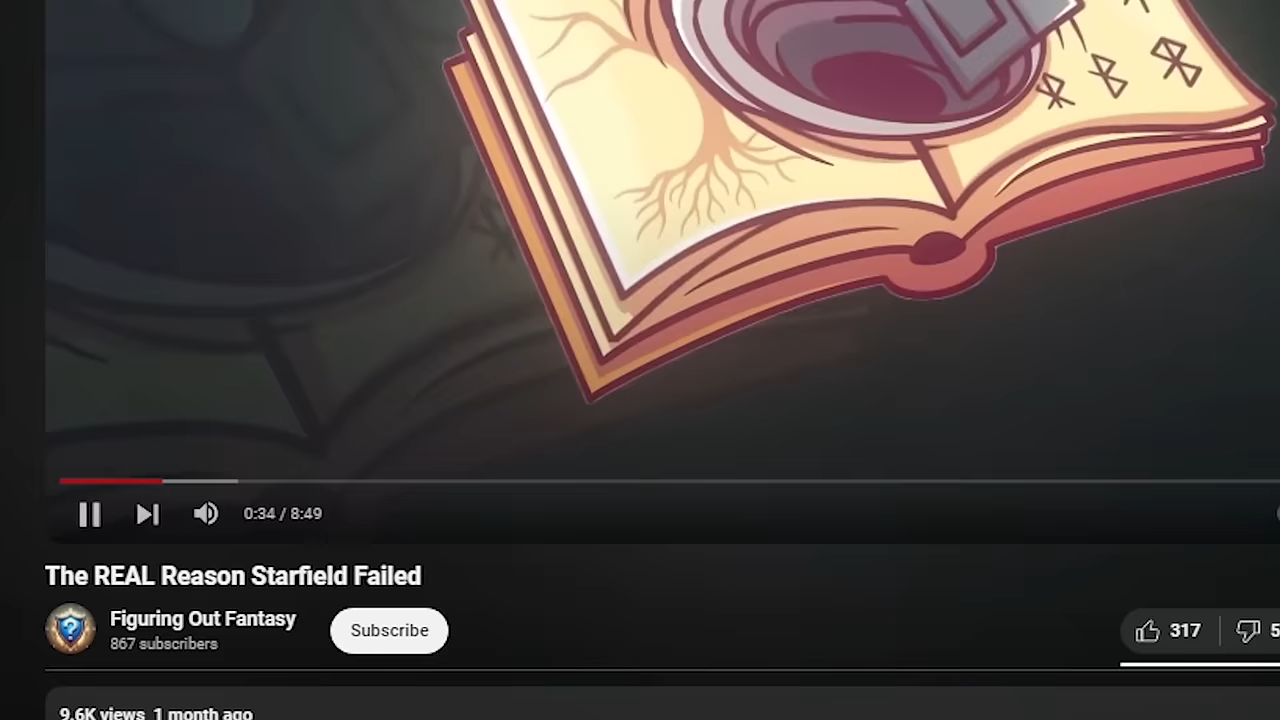 0:34 / 8:49
The REAL Reason Starfield Failed
Figuring Out Fantasy
867 subscribers
Subscribe
317
5
9.6K views 1 month ago